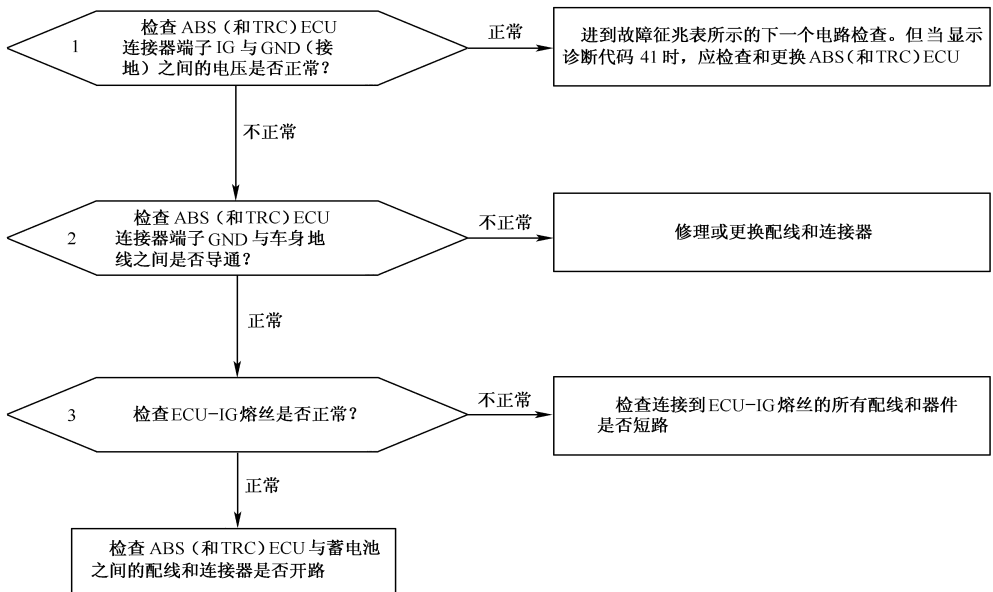 1
检查ABS（和TRC）ECU
连接器端子IG与GND（接
地）之间的电压是否正常？
正常
进到故障征兆表所示的下一个电路检查。但当显示
诊断代码41时，应检查和更换ABS（和TRC）ECU
不正常
2
检查ABS（和TRC）ECU
连接器端子GND与车身地
线之间是否导通？
不正常
修理或更换配线和连接器
正常
3
检查ECU-IG熔丝是否正常？
不正常
检查连接到ECU-IG熔丝的所有配线和器件
是否短路
正常
检查ABS（和TRC）ECU与蓄电池
之间的配线和连接器是否开路